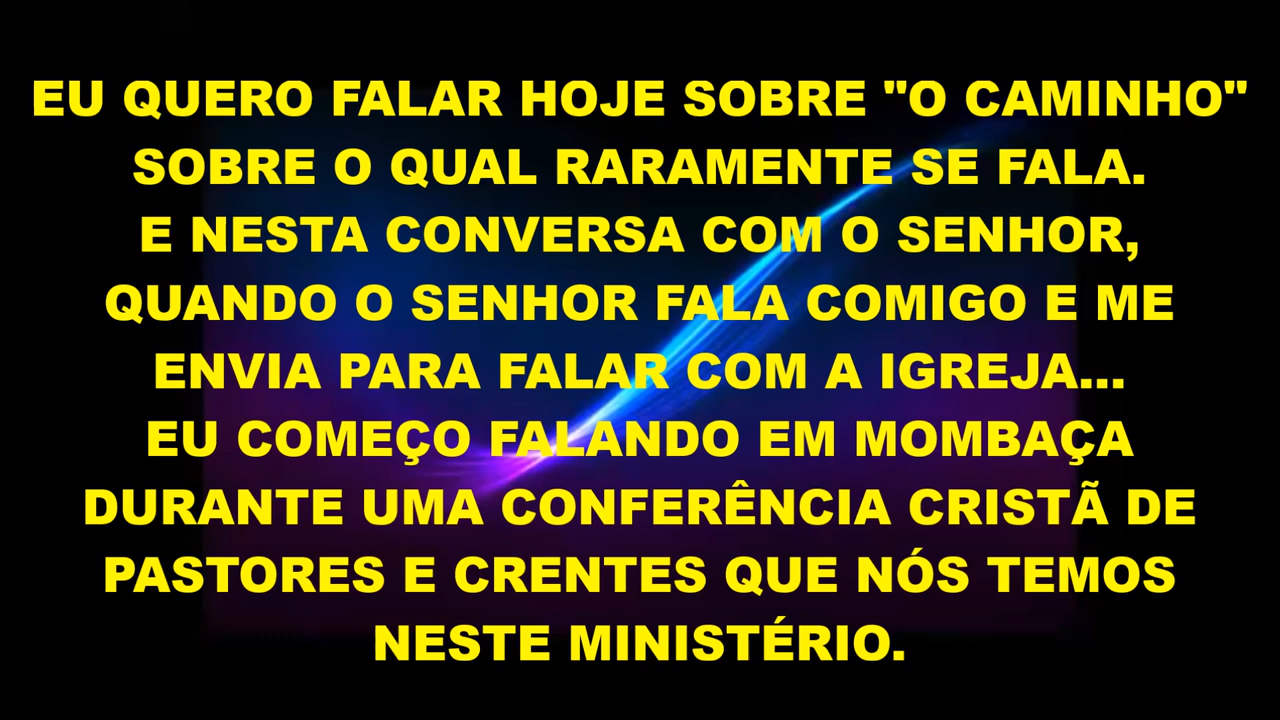 EU QUERO FALAR HOJE SOBRE "O CAMINHO"
SOBRE O QUAL RARAMENTE SE FALA.
E NESTA CONVERSA COM O SENHOR,
QUANDO O SENHOR FALA COMIGO E ME
ENVIA PARA FALAR COM A IGREJA...
EU COMEÇO FALANDO EM MOMBAÇA
DURANTE UMA CONFERÊNCIA CRISTÃ DE
PASTORES E CRENTES QUE NÓS TEMOS
NESTE MINISTÉRIO.